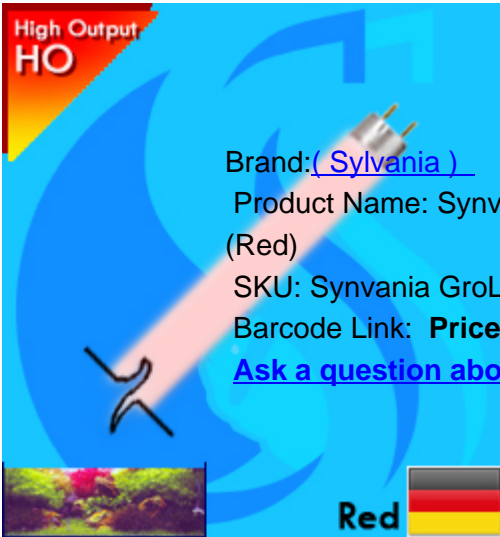 High Output
HO
Brand:( Sylvania )
Product Name: Synv
(Red)
SKU: Synvania GroL
Barcode Link: Price
Ask a question abo
Red